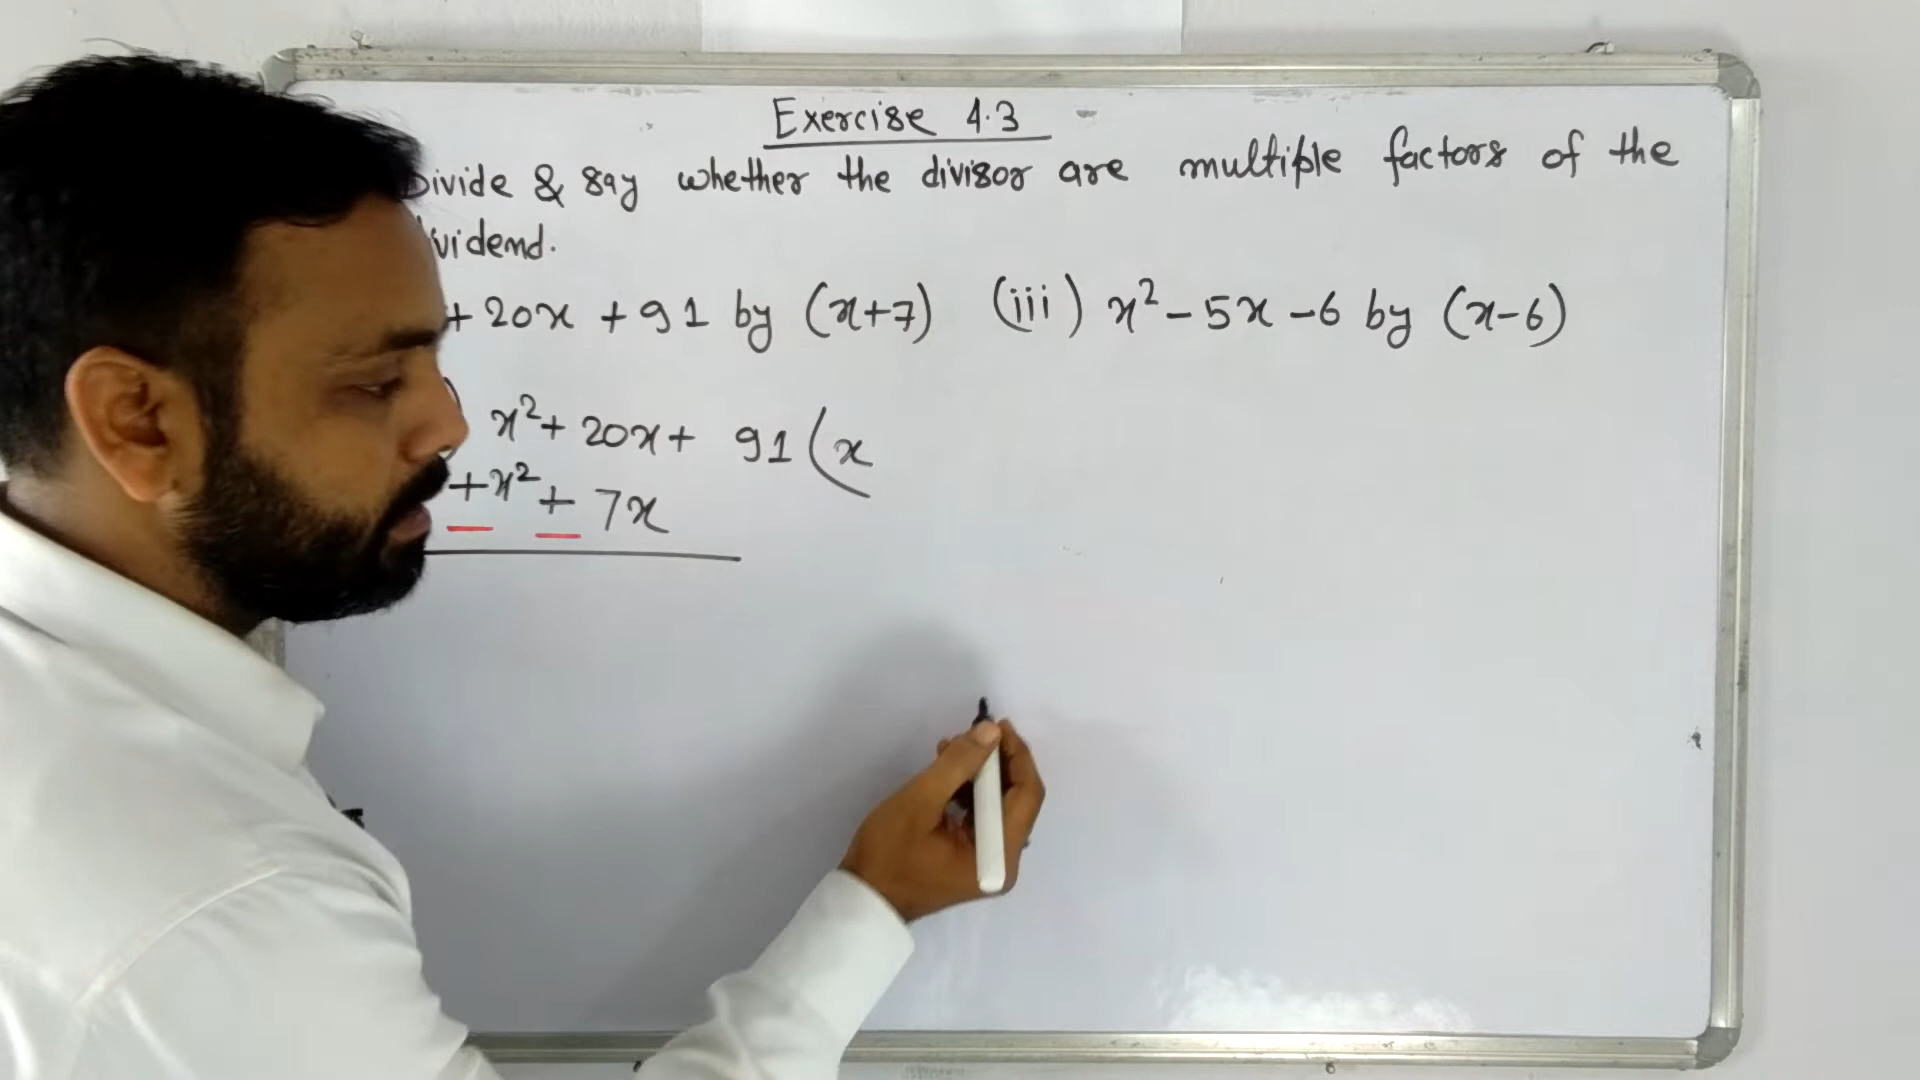 Exercise 4.3
Divide & say whether the divisor are multiple factors of the
vidend.
+ 20x + 91 by (x+7) (iii) x² - 5x - 6 by (x-6)
) x² + 20x + 91 ( x
+x² + 7x